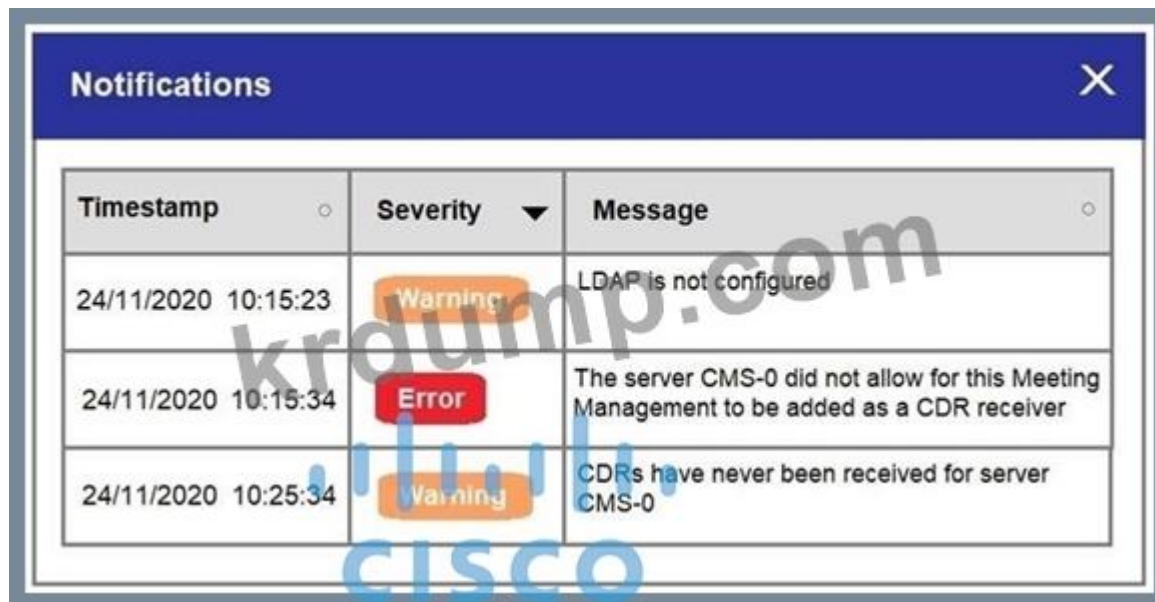 Notifications
Timestamp Severity Message
24/11/2020 10:15:23 Warning LDAP is not configured
24/11/2020 10:15:34 Error The server CMS-0 did not allow for this Meeting
Management to be added as a CDR receiver
24/11/2020 10:25:34 Warning CDRs have never been received for server
CMS-0
krdump.com
CISCO